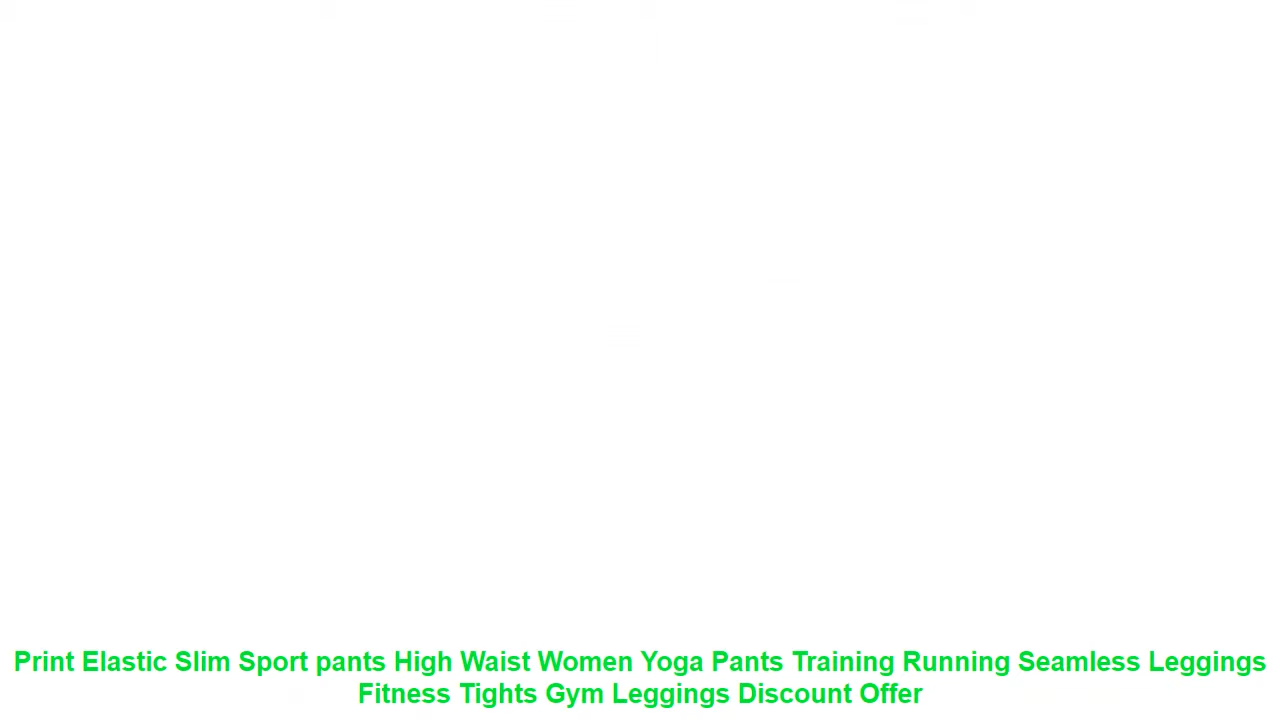 Print Elastic Slim Sport pants High Waist Women Yoga Pants Training Running Seamless Leggings
Fitness Tights Gym Leggings Discount Offer